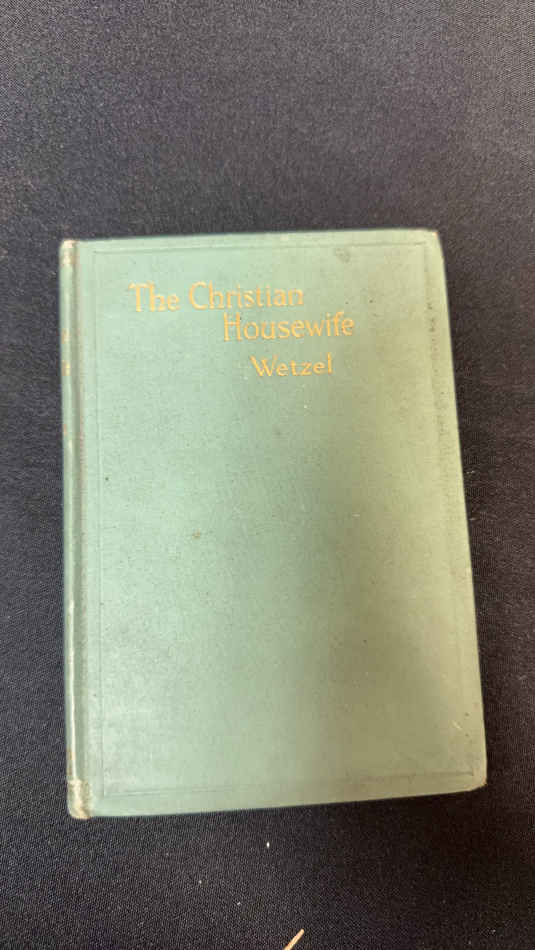 The Christian
Housewife
Wetzel